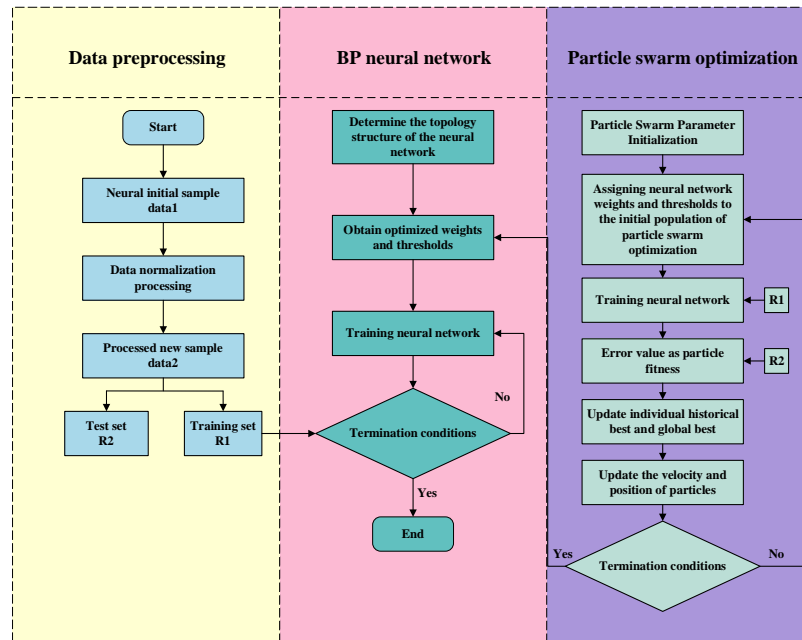 Data preprocessing
BP neural network
Particle swarm optimization
Start
Neural initial sample
data1
Data normalization
processing
Processed new sample
data2
Test set
R2
Training set
R1
Determine the topology
structure of the neural
network
Obtain optimized weights
and thresholds
Training neural network
No
Termination conditions
Yes
End
Particle Swarm Parameter
Initialization
Assigning neural network
weights and thresholds to
the initial population of
particle swarm
optimization
Training neural network
R1
Error value as particle
fitness
R2
Update individual historical
best and global best
Update the velocity and
position of particles
Yes
No
Termination conditions